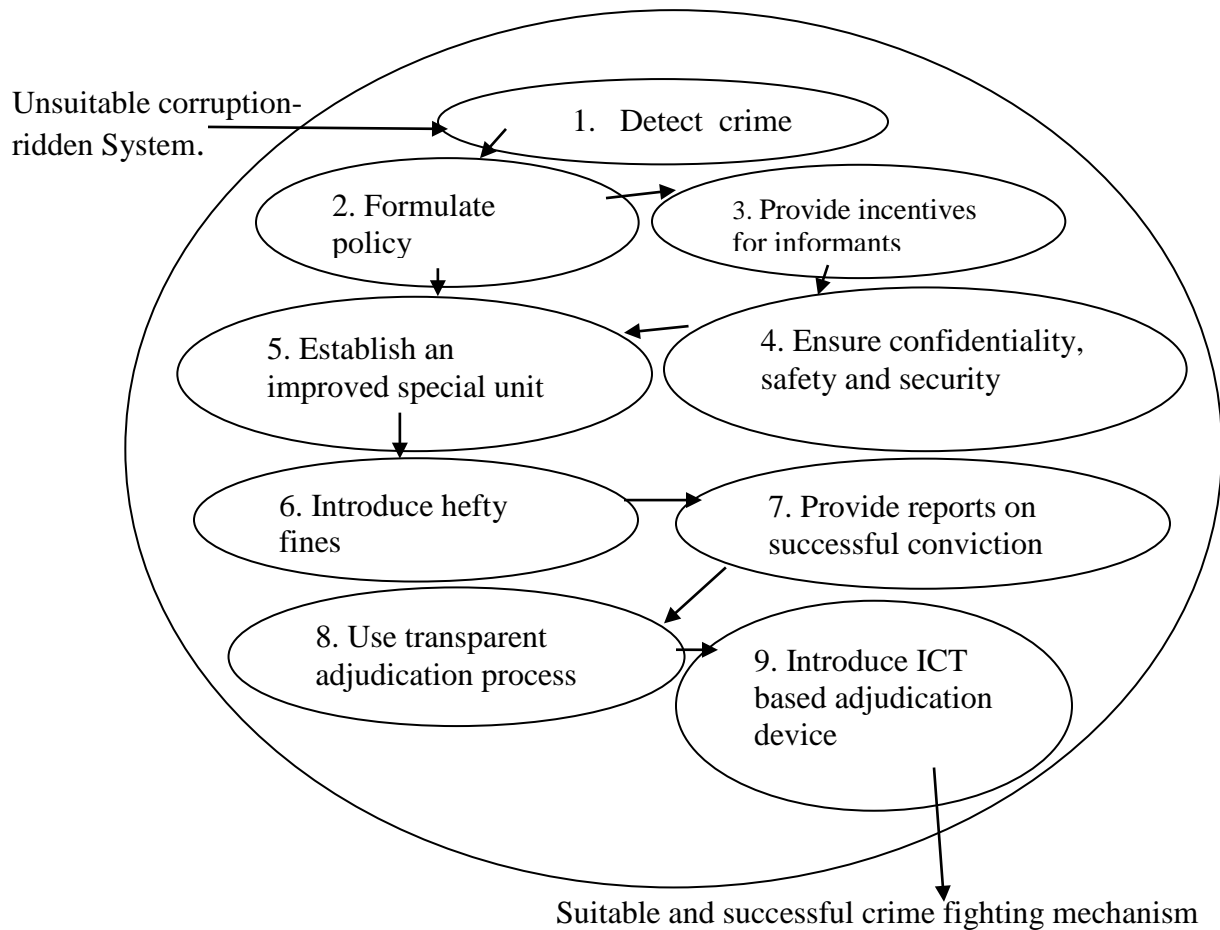 Unsuitable corruption-
ridden System.
1. Detect crime
2. Formulate
policy
3. Provide incentives
for informants
4. Ensure confidentiality,
safety and security
5. Establish an
improved special unit
6. Introduce hefty
fines
7. Provide reports on
successful conviction
8. Use transparent
adjudication process
9. Introduce ICT
based adjudication
device
Suitable and successful crime fighting mechanism